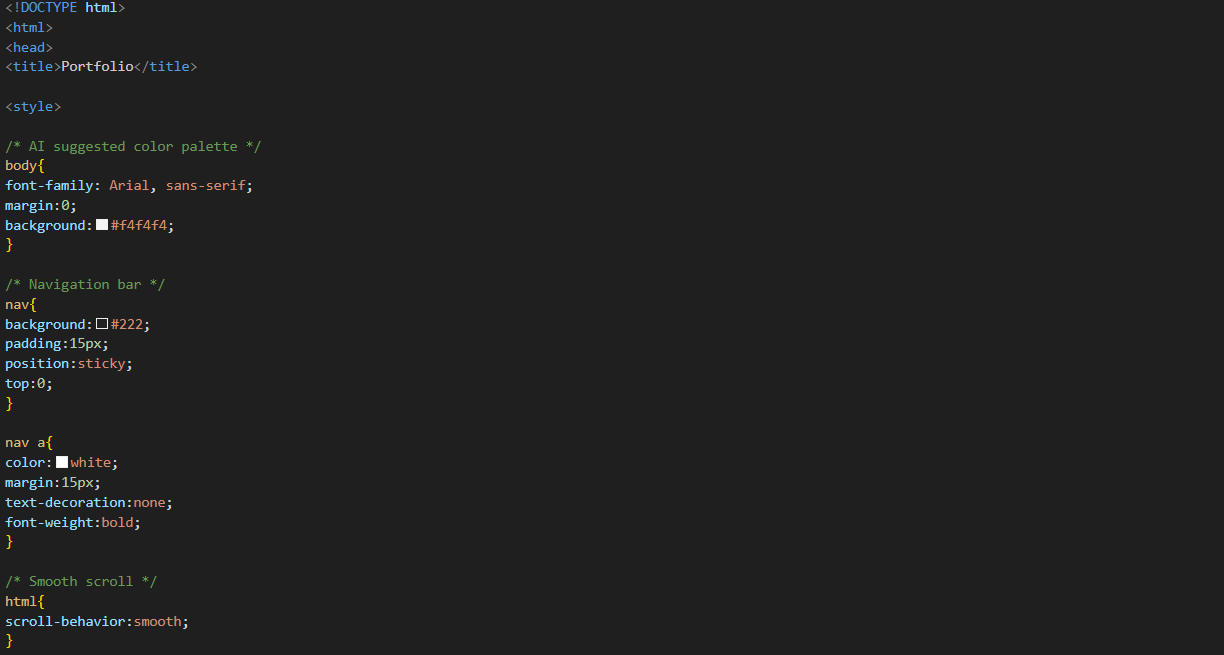 <!DOCTYPE html>
<html>
<head>
<title>Portfolio</title>
<style>
/* AI suggested color palette */
body{
font-family: Arial, sans-serif;
margin:0;
background:#f4f4f4;
}
/* Navigation bar */
nav{
background:#222;
padding:15px;
position:sticky;
top:0;
}
nav a{
color:white;
margin:15px;
text-decoration:none;
font-weight:bold;
}
/* Smooth scroll */
html{
scroll-behavior:smooth;
}